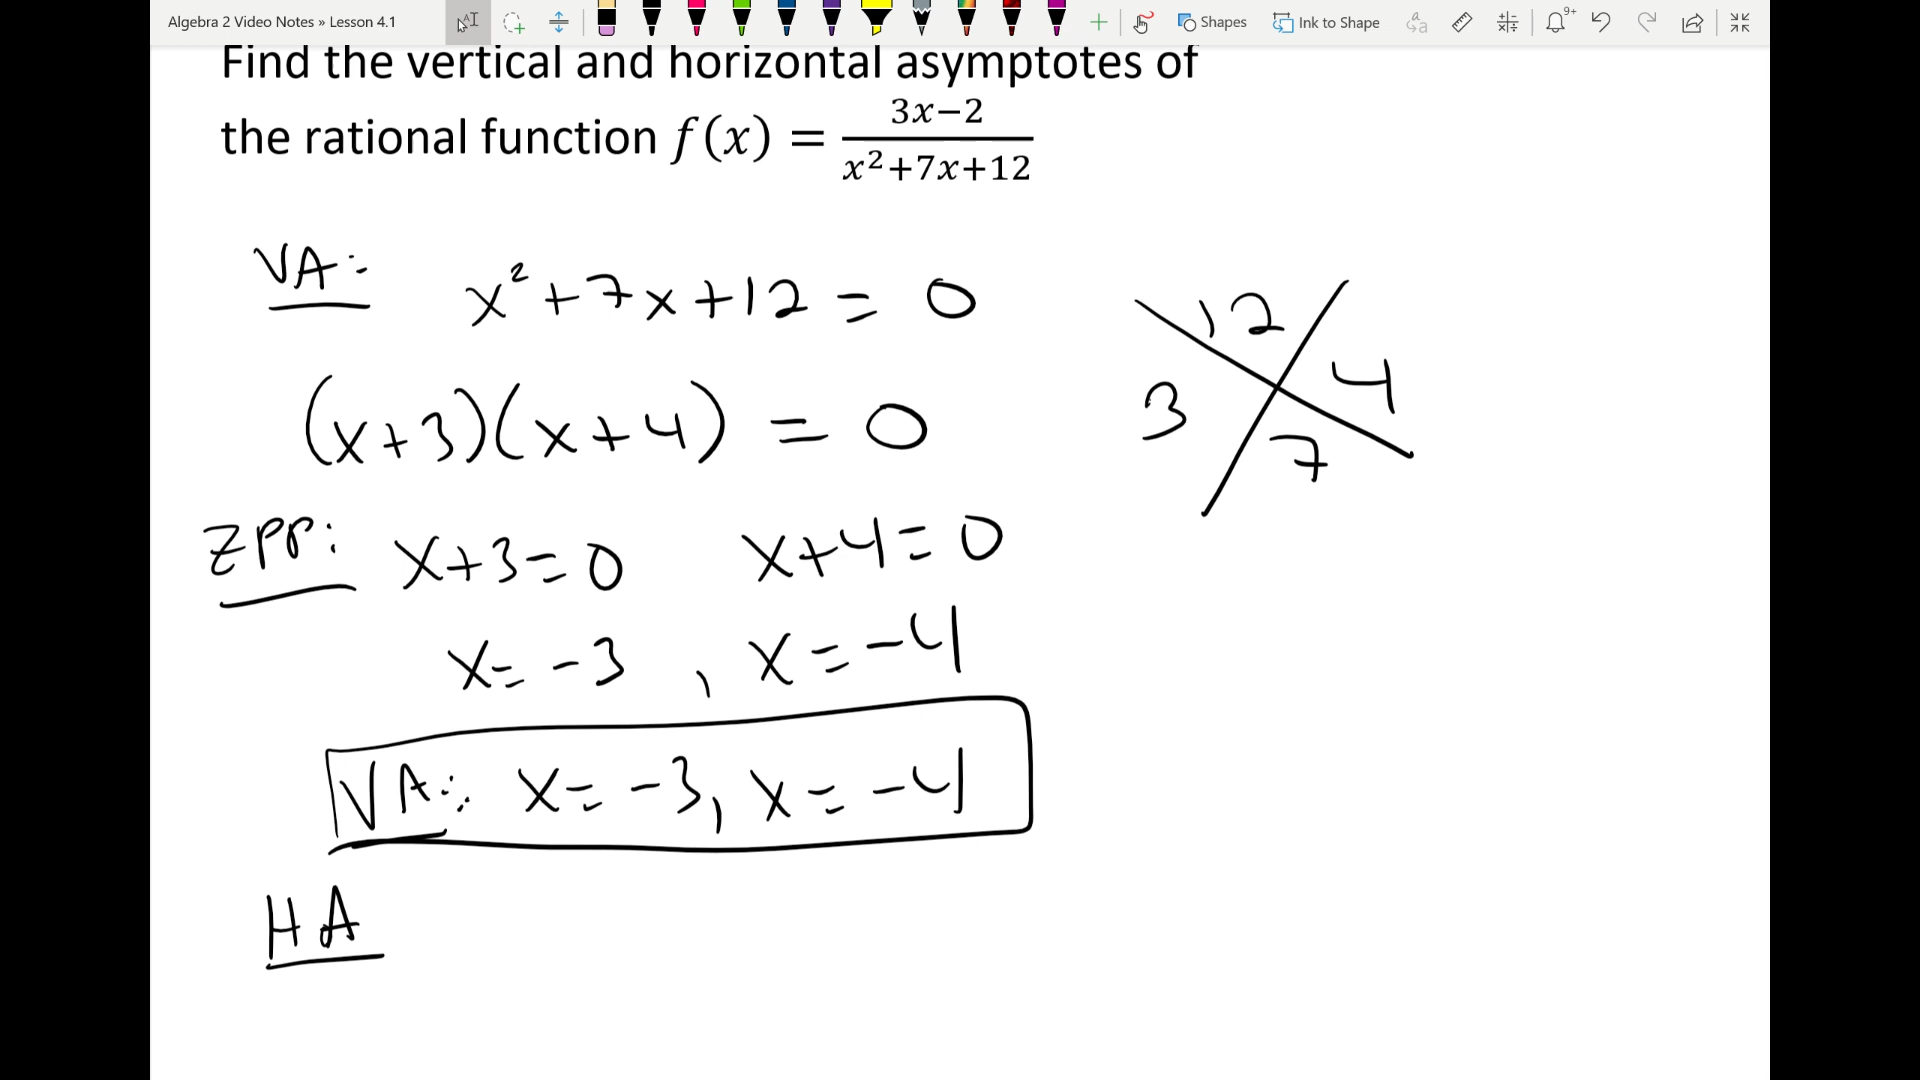 Algebra 2 Video Notes » Lesson 4.1 Shapes Ink to Shape 9+
Find the vertical and horizontal asymptotes of
the rational function f(x) = (3x−2)/(x²+7x+12)
VA: x² + 7x + 12 = 0
12
3 4
7
(x+3)(x+4) = 0
ZPP: x+3=0 x+4=0
x= -3 , x= -4
VA: x= -3, x= -4
HA